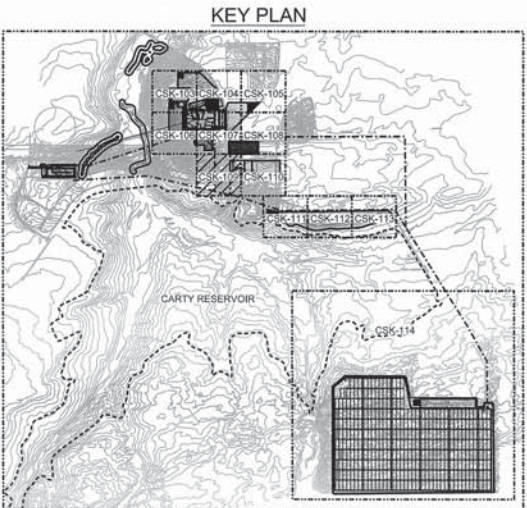 KEY PLAN
CSK-103 CSK-104 CSK-105
CSK-106 CSK-107 CSK-108
CSK-109 CSK-110
CSK-111 CSK-112 CSK-113
CARTY RESERVOIR
CSK-114